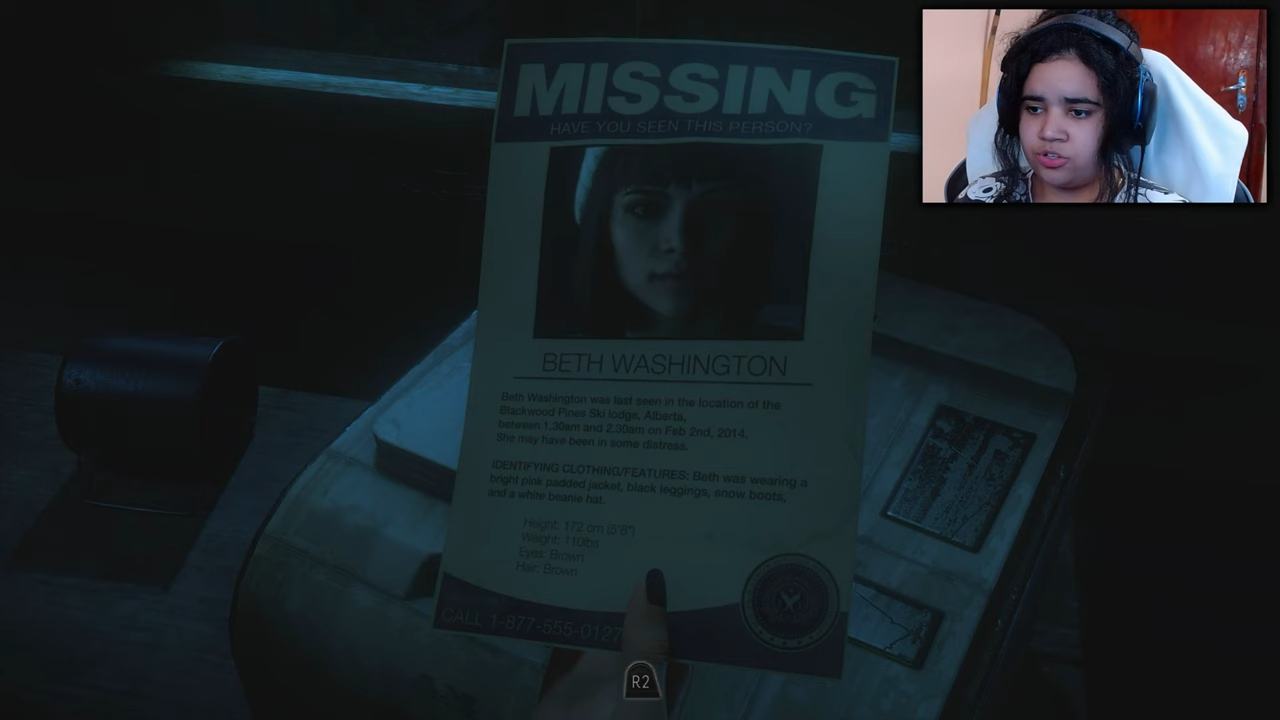 MISSING
HAVE YOU SEEN THIS PERSON?
BETH WASHINGTON
Beth Washington was last seen in the location of the
Blackwood Pines Ski lodge, Alberta,
between 1.30am and 2.30am on Feb 2nd, 2014.
She may have been in some distress.
IDENTIFYING CLOTHING/FEATURES: Beth was wearing a
bright pink padded jacket, black leggings, snow boots,
and a white beanie hat.
Height: 172 cm (5'8")
Weight: 110lbs
Eyes: Brown
Hair: Brown
CALL 1-877-555-0127
R2